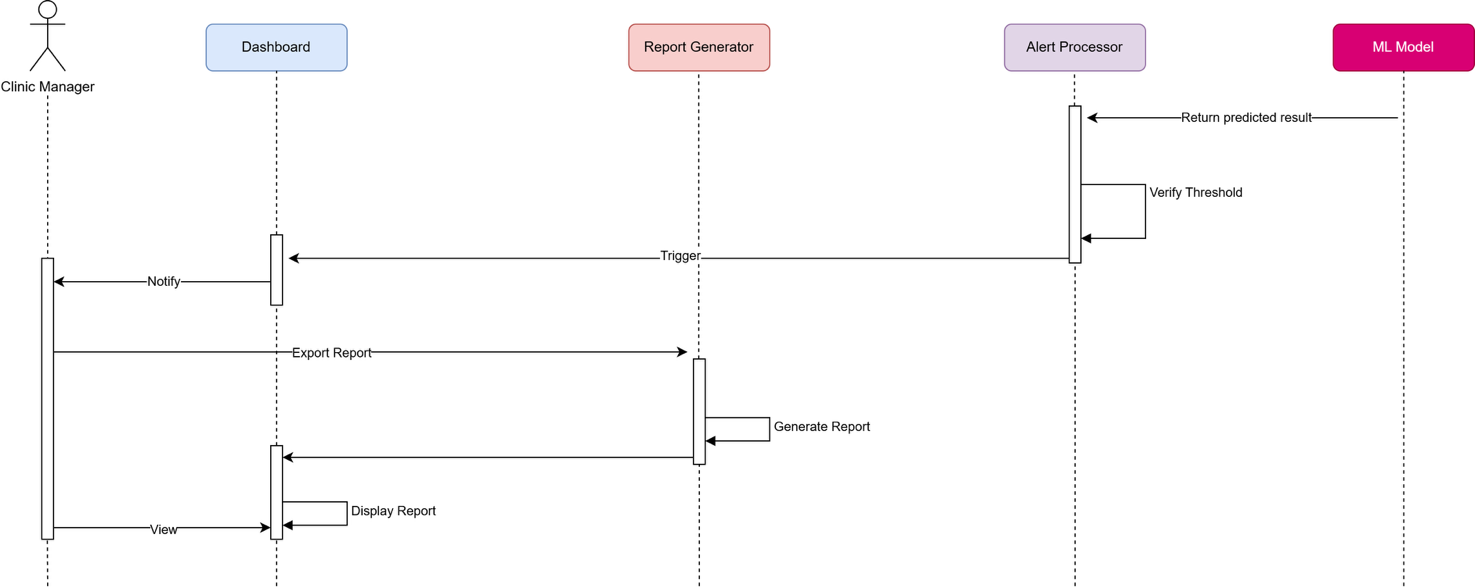 Dashboard
Report Generator
Alert Processor
ML Model
Clinic Manager
Return predicted result
Verify Threshold
Trigger
Notify
Export Report
Generate Report
Display Report
View